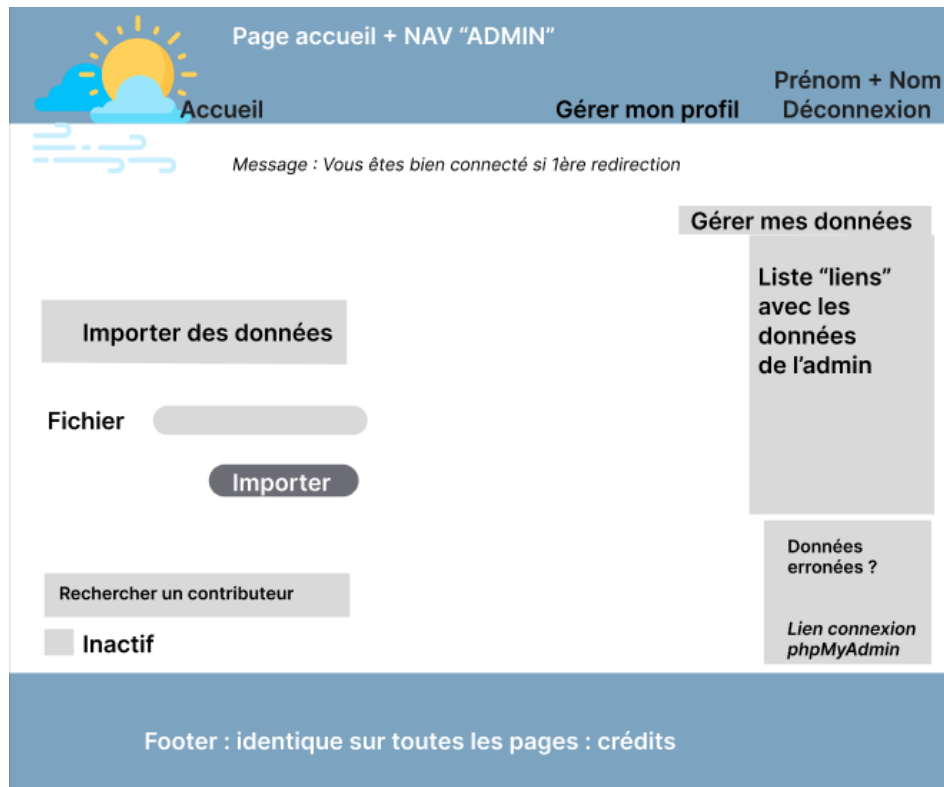 Page accueil + NAV “ADMIN”
Prénom + Nom
Accueil
Gérer mon profil
Déconnexion
Message : Vous êtes bien connecté si 1ère redirection
Gérer mes données
Liste “liens”
avec les
données
de l’admin
Importer des données
Fichier
Importer
Données
erronées ?
Rechercher un contributeur
Inactif
Lien connexion
phpMyAdmin
Footer : identique sur toutes les pages : crédits